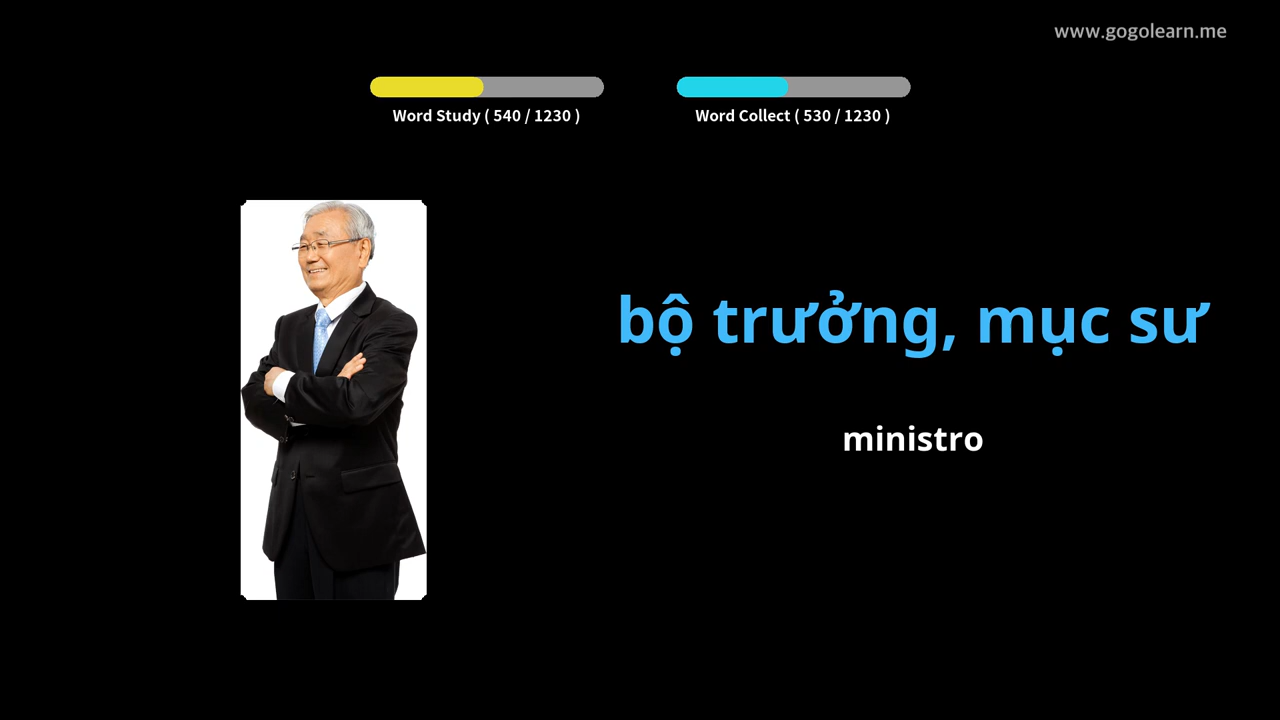 www.gogolearn.me
Word Study ( 540 / 1230 )
Word Collect ( 530 / 1230 )
bộ trưởng, mục sư
ministro